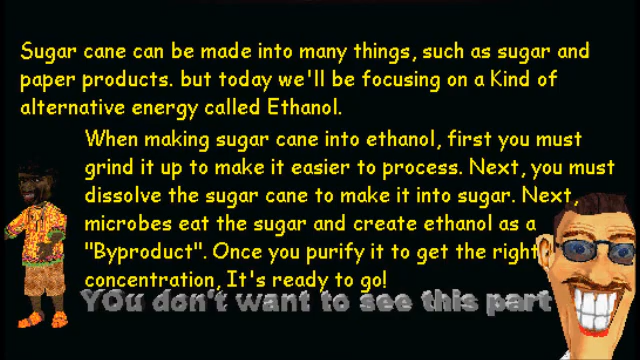 Sugar cane can be made into many things, such as sugar and
paper products. but today we'll be focusing on a Kind of
alternative energy called Ethanol.
When making sugar cane into ethanol, first you must
grind it up to make it easier to process. Next, you must
dissolve the sugar cane to make it into sugar. Next,
microbes eat the sugar and create ethanol as a
"Byproduct". Once you purify it to get the right
concentration, It's ready to go!
YOu don't want to see this part